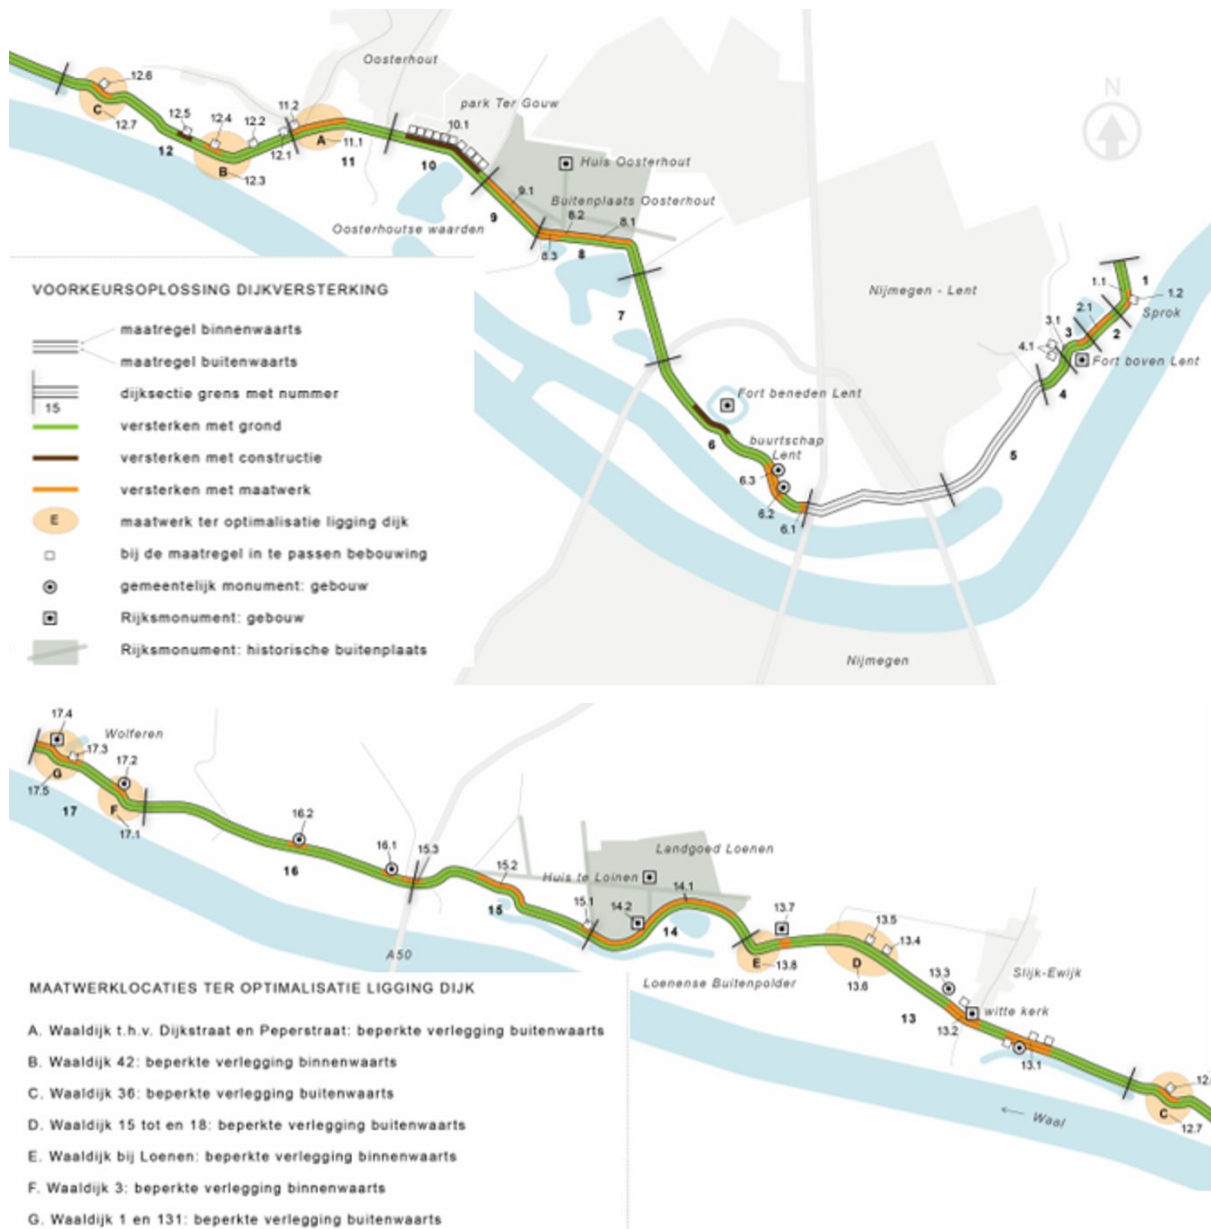 Oosterhout
park Ter Gouw
N
12.6
C
12.7
12.5
12
12.4
12.2
11.2
B
12.3
12.1
A
11.1
11
10.1
10
Huis Oosterhout
9.1
9
Buitenplaats Oosterhout
8.2
8.1
8.3
8
Oosterhoutse waarden
7
Nijmegen - Lent
1.1
1
1.2
Sprok
2.1
2
3.1
3
4.1
Fort boven Lent
4
5
Fort beneden Lent
6
buurtschap
Lent
6.3
6.2
6.1
Nijmegen
VOORKEURSOPLOSSING DIJKVERSTERKING
maatregel binnenwaarts
maatregel buitenwaarts
15 dijksectie grens met nummer
versterken met grond
versterken met constructie
versterken met maatwerk
E maatwerk ter optimalisatie ligging dijk
bij de maatregel in te passen bebouwing
gemeentelijk monument: gebouw
Rijksmonument: gebouw
Rijksmonument: historische buitenplaats
17.4
Wolferen
17.3
G
17.5
17
17.2
F
17.1
16.2
16
16.1
15.3
A50
15.2
15
15.1
Huis te Loinen
Landgoed Loenen
14.2
14.1
14
13.7
E
13.8
Loenense Buitenpolder
D
13.5
13.4
13.6
13.3
13
13.2
Slijk-Ewijk
witte kerk
13.1
Waal
C
12.7
MAATWERKLOCATIES TER OPTIMALISATIE LIGGING DIJK
A. Waaldijk t.h.v. Dijkstraat en Peperstraat: beperkte verlegging buitenwaarts
B. Waaldijk 42: beperkte verlegging binnenwaarts
C. Waaldijk 36: beperkte verlegging buitenwaarts
D. Waaldijk 15 tot en 18: beperkte verlegging buitenwaarts
E. Waaldijk bij Loenen: beperkte verlegging binnenwaarts
F. Waaldijk 3: beperkte verlegging binnenwaarts
G. Waaldijk 1 en 131: beperkte verlegging buitenwaarts